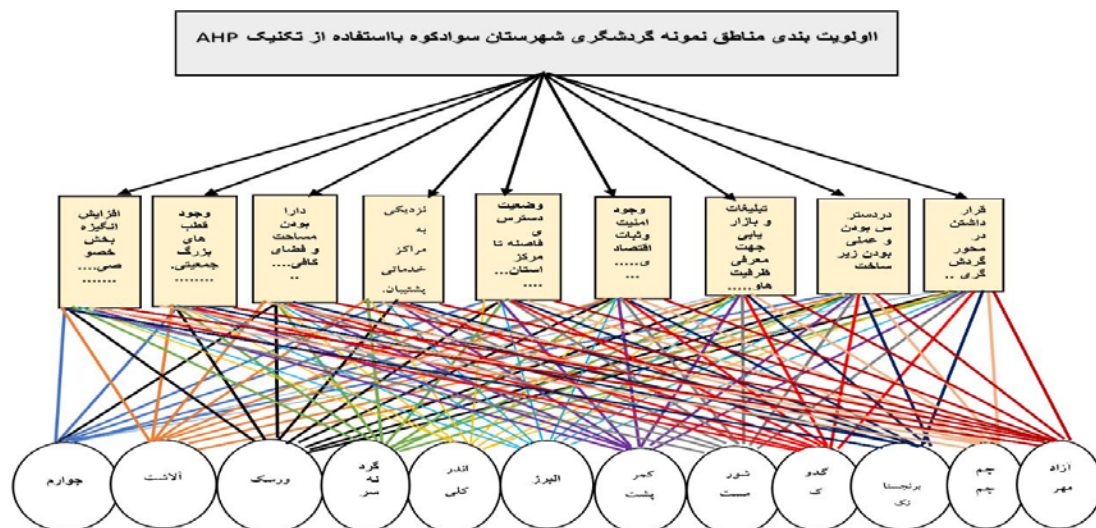 ااولویت بندی مناطق نمونه گردشگری شهرستان سوادکوه بااستفاده از تکنیک AHP
قرار
داشتن
در
محور
گردش
گری ..
دردستر
س بودن
و عملی
بودن زیر
ساخت
تبلیغات
و بازار
یابی
جهت
معرفی
ظرفیت
هاو.....
وجود
امنیت
وثبات
اقتصاد
ی.....
...
وضعیت
دسترس
ی
فاصله تا
مرکز
استان...
....
نزدیکی
به
مراکز
خدماتی
پشتیبان.
دارا
بودن
مساحت
و فضای
کافی....
..
وجود
قطب
های
بزرگ
جمعیتی.
........
افزایش
انگیزه
بخش
خصو
صی....
.......
آزاد
مهر
چم
چم
برنجستا
نک
گدو
ک
شور
مست
کمر
پشت
البرز
اندر
کلی
گرد
نه
سر
ورسک
آلاشت
جوارم